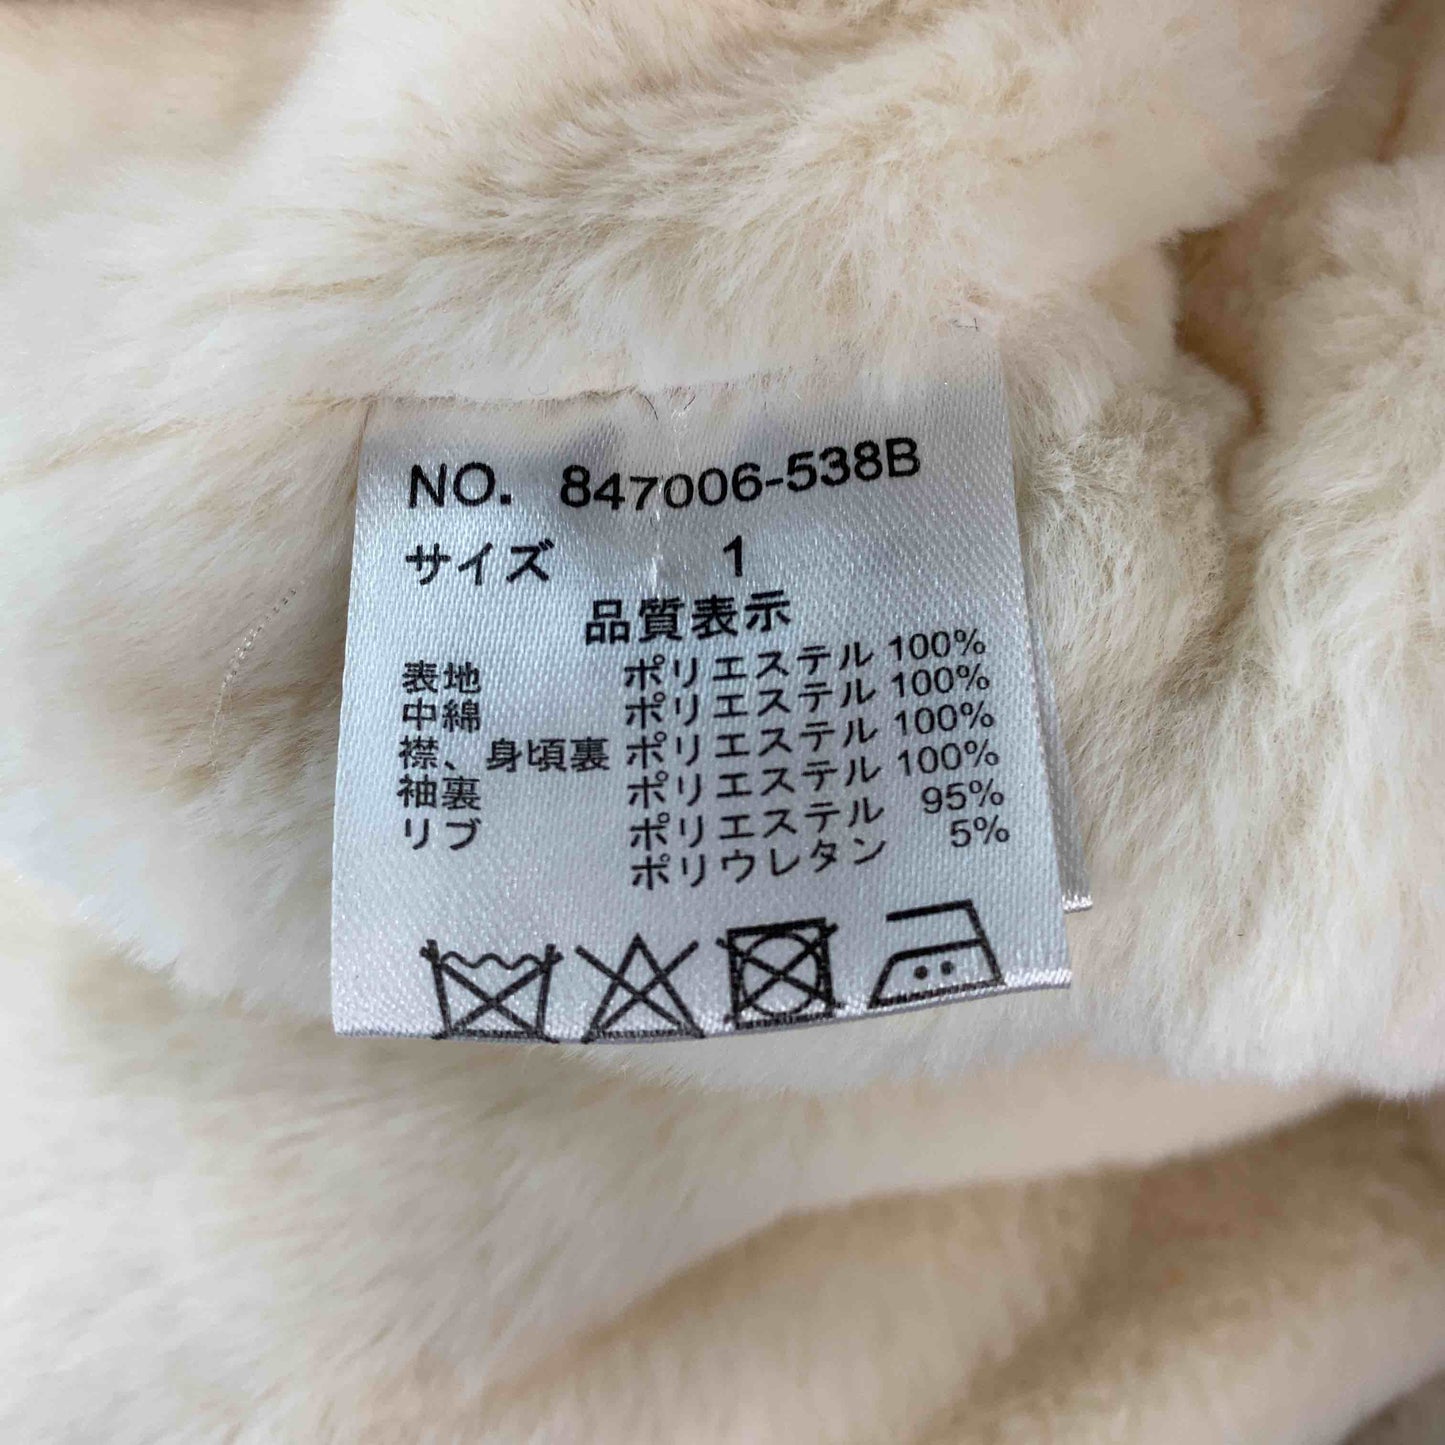 NO. 847006-538B
サイズ 1
品質表示
表地 ポリエステル 100%
中綿 ポリエステル 100%
襟、身頃裏 ポリエステル 100%
袖裏 ポリエステル 100%
リブ ポリエステル 95%
ポリウレタン 5%